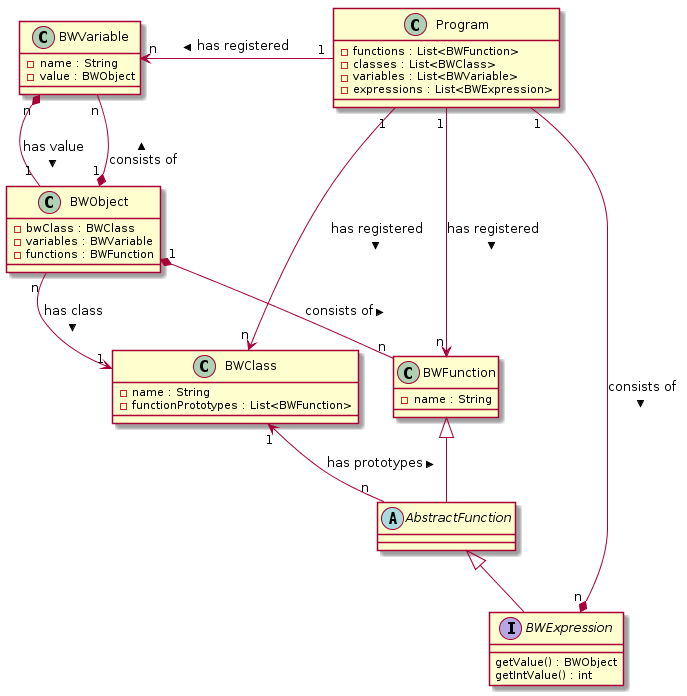 C BWVariable
name : String
value : BWObject
C Program
functions : List<BWFunction>
classes : List<BWClass>
variables : List<BWVariable>
expressions : List<BWExpression>
n ◄ has registered 1
n n 1 1 1
has value
▼
▲
consists of
1 1
C BWObject
bwClass : BWClass
variables : BWVariable
functions : BWFunction
has registered
▼
has registered
▼
1
n
has class
▼
consists of ►
n n n
1
C BWClass
name : String
functionPrototypes : List<BWFunction>
C BWFunction
name : String
consists of
▼
1
has prototypes ►
n
A AbstractFunction
n
I BWExpression
getValue() : BWObject
getIntValue() : int